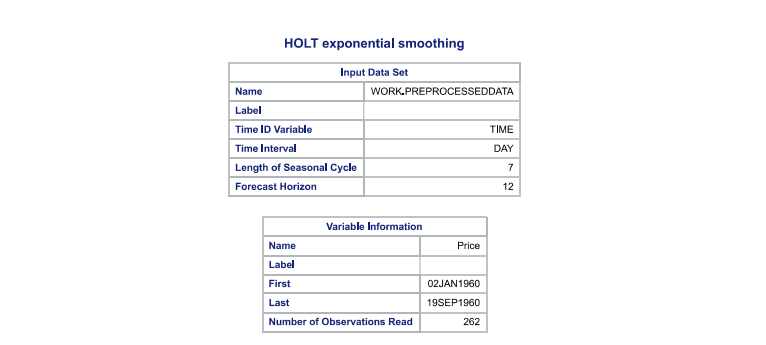 HOLT exponential smoothing
Input Data Set
Name WORK.PREPROCESSEDDATA
Label
Time ID Variable TIME
Time Interval DAY
Length of Seasonal Cycle 7
Forecast Horizon 12
Variable Information
Name Price
Label
First 02JAN1960
Last 19SEP1960
Number of Observations Read 262